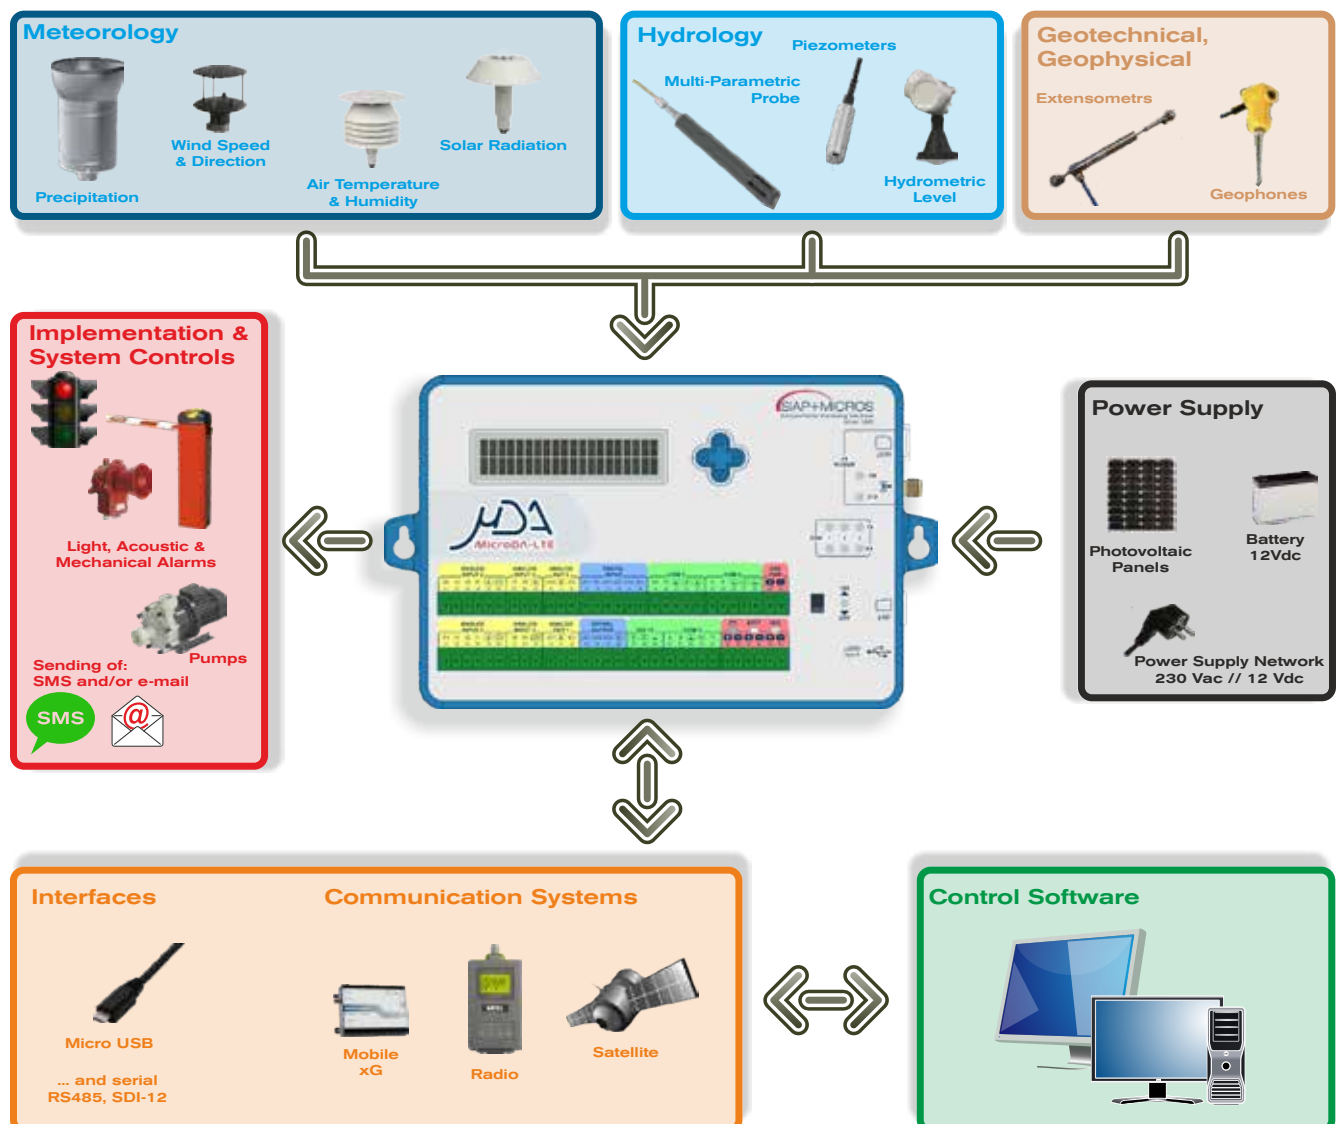 Meteorology
Precipitation
Wind Speed
& Direction
Air Temperature
& Humidity
Solar Radiation
Hydrology
Piezometers
Multi-Parametric
Probe
Hydrometric
Level
Geotechnical,
Geophysical
Extensometrs
Geophones
Implementation &
System Controls
Light, Acoustic &
Mechanical Alarms
Pumps
Sending of:
SMS and/or e-mail
SMS
@
SIAP+MICROS
µDA
MicroDA-LTE
Power Supply
Photovoltaic
Panels
Battery
12Vdc
Power Supply Network
230 Vac // 12 Vdc
Interfaces
Micro USB
... and serial
RS485, SDI-12
Communication Systems
Mobile
xG
Radio
Satellite
Control Software